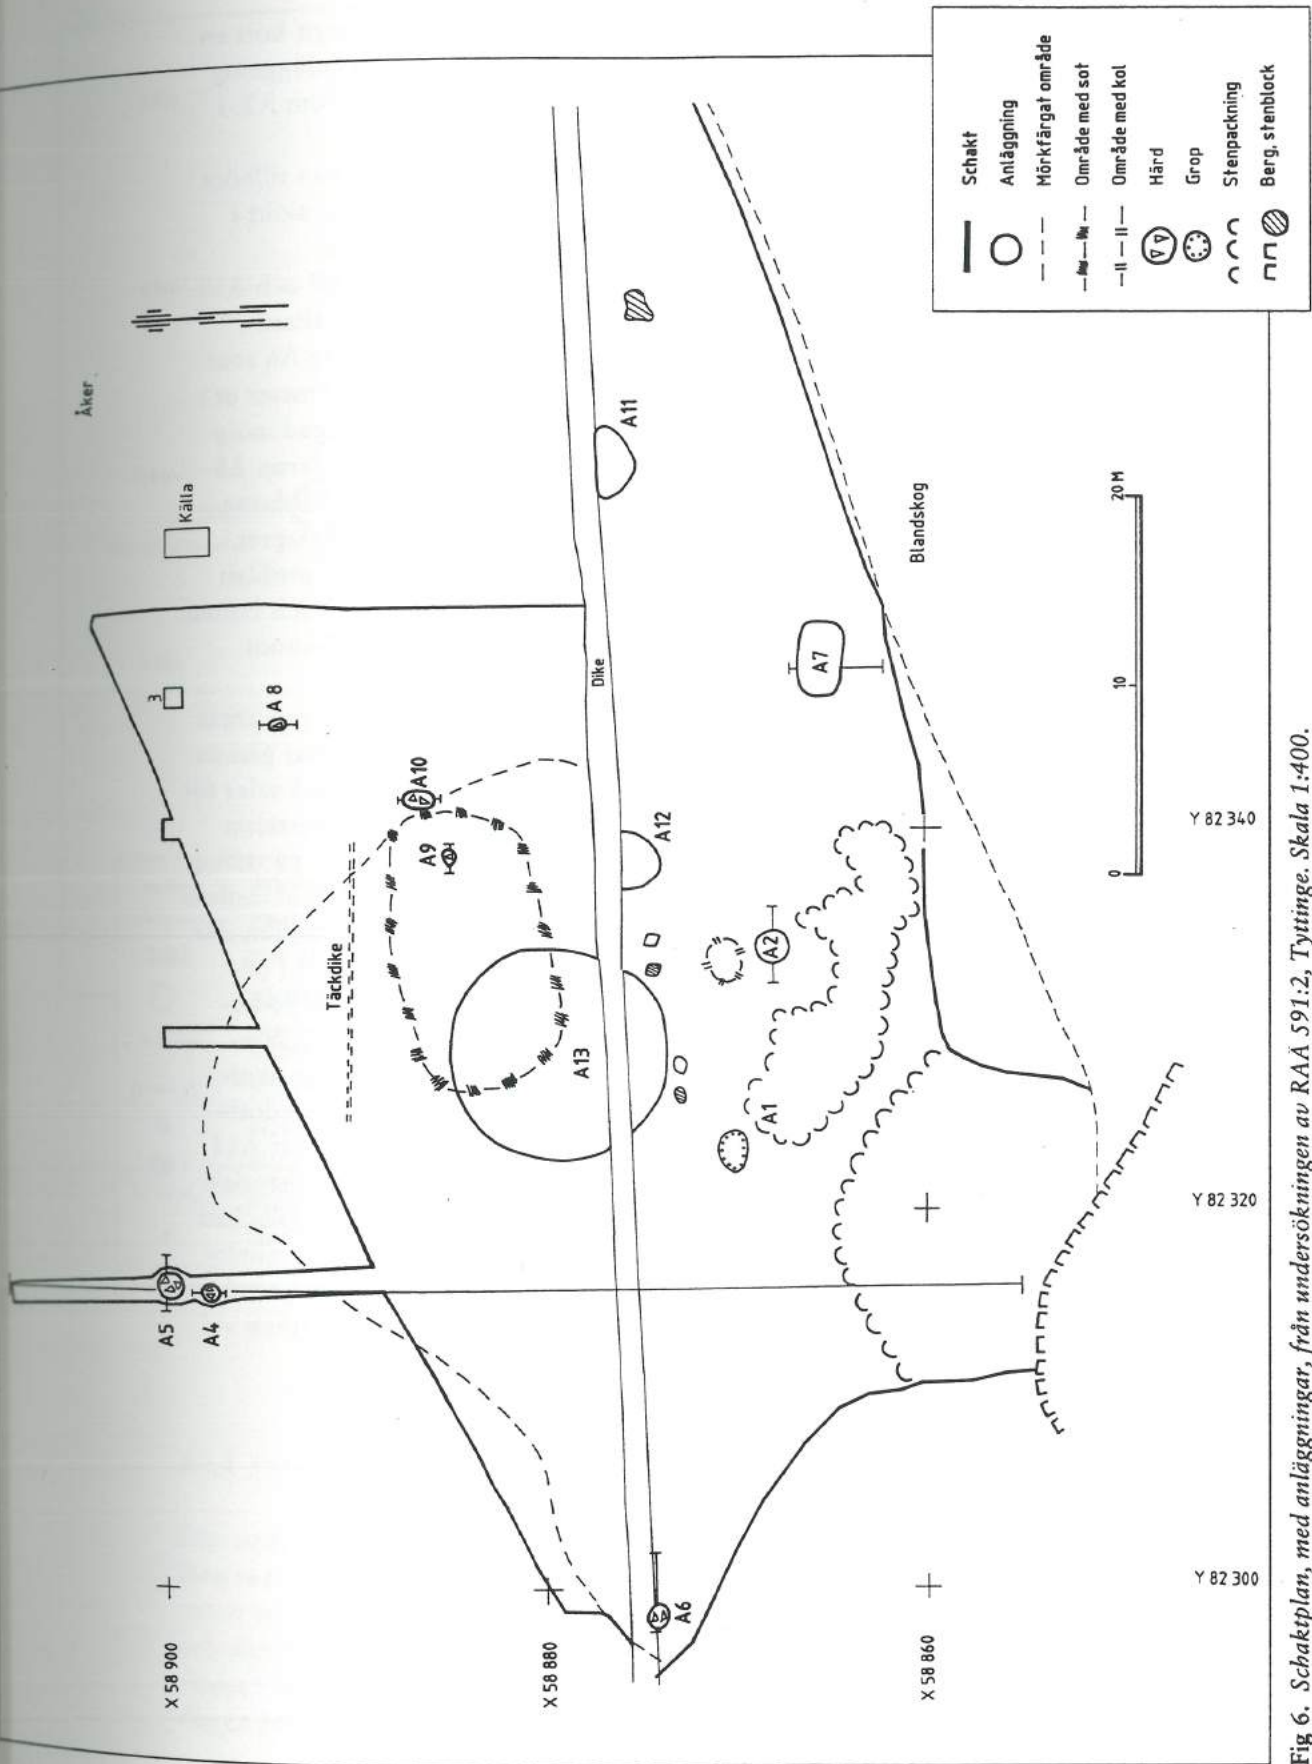 Åker
Källa
3
A 8
A10
A9
Täckdike
A13
A5
A4
Dike
A11
A12
A2
A1
A7
A6
Blandskog
0
10
20 M
X 58 900
X 58 880
X 58 860
Y 82 340
Y 82 320
Y 82 300
Schakt
Anläggning
Mörkfärgat område
Område med sot
Område med kol
Härd
Grop
Stenpackning
Berg, stenblock
Fig 6. Schaktplan, med anläggningar, från undersökningen av RAÄ 591:2, Tyttinge. Skala 1:400.